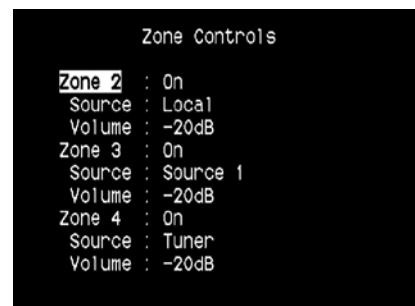 Zone Controls
Zone 2 : On
Source : Local
Volume : -20dB
Zone 3 : On
Source : Source 1
Volume : -20dB
Zone 4 : On
Source : Tuner
Volume : -20dB